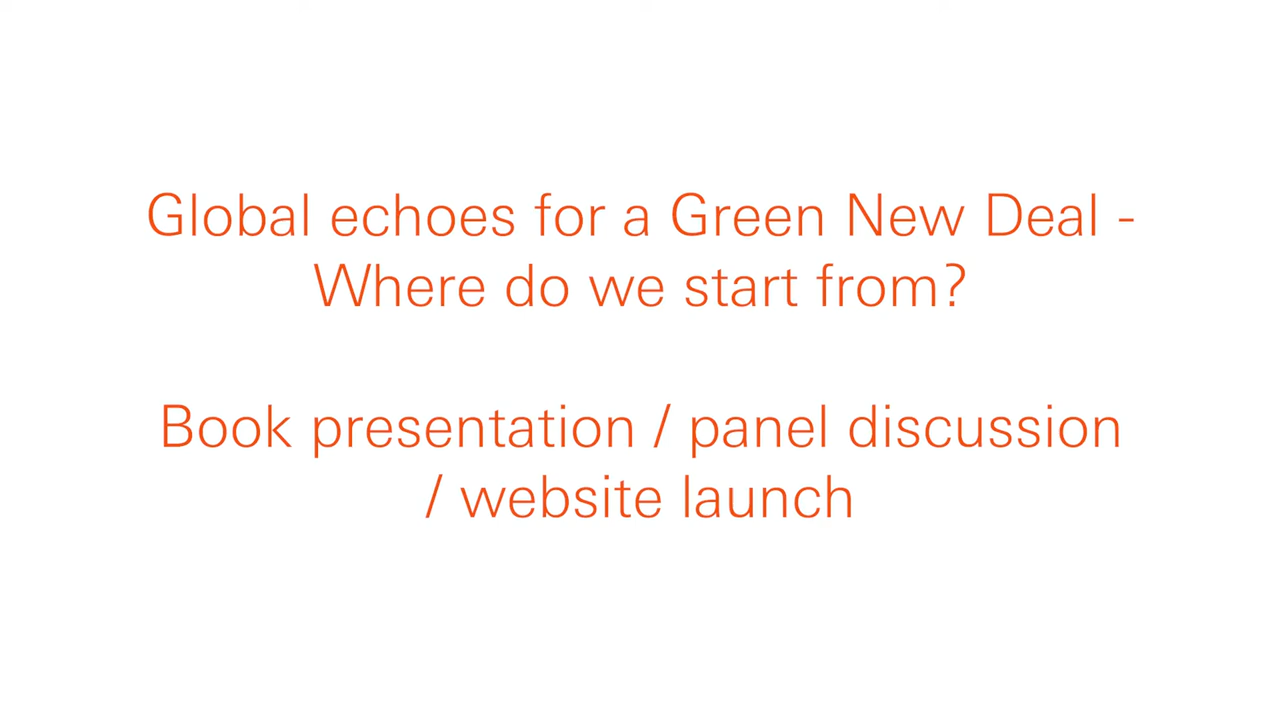 Global echoes for a Green New Deal -
Where do we start from?
Book presentation / panel discussion
/ website launch